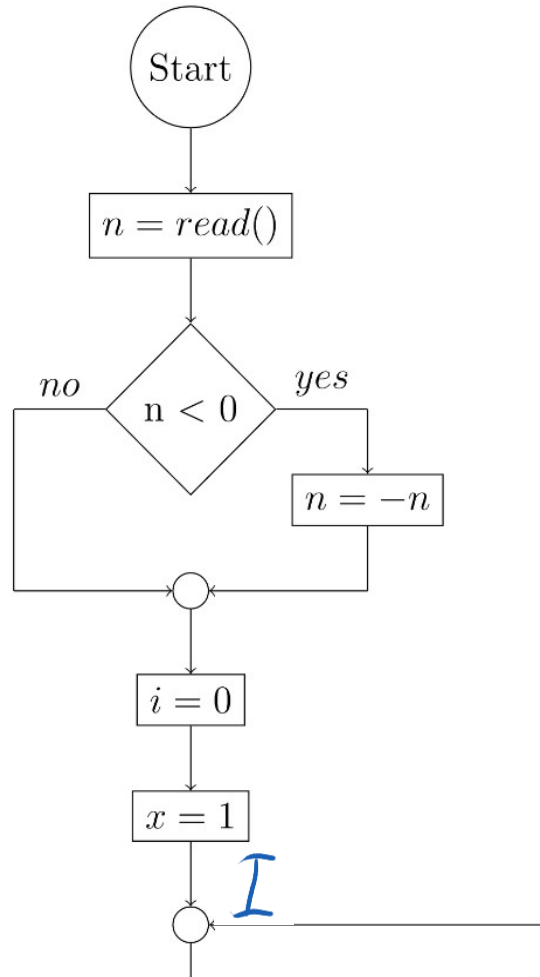 Start
n = read()
no
yes
n < 0
n = −n
i = 0
x = 1
I